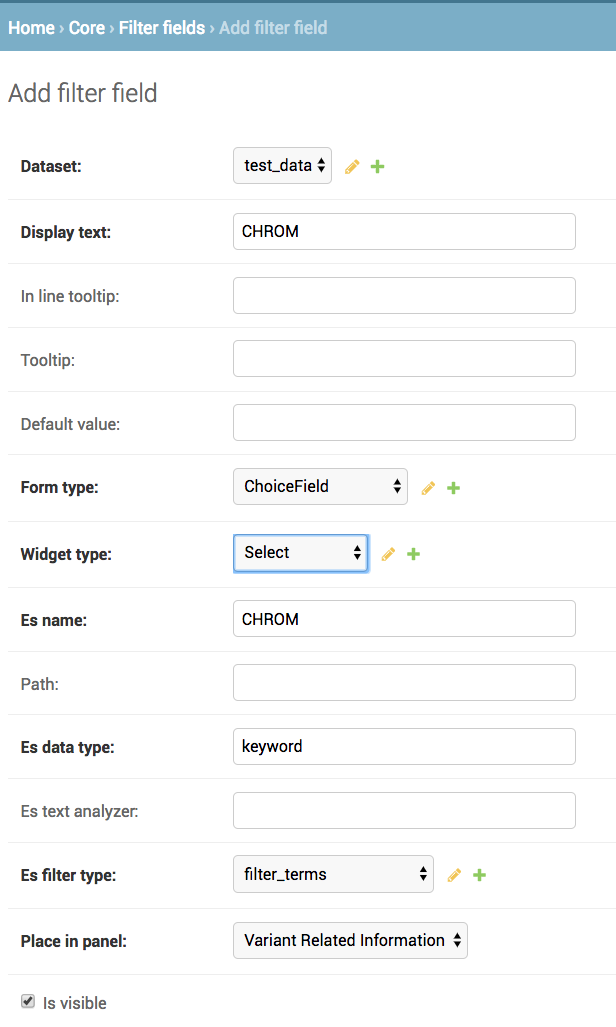 Home › Core › Filter fields › Add filter field
Add filter field
Dataset: test_data
Display text: CHROM
In line tooltip:
Tooltip:
Default value:
Form type: ChoiceField
Widget type: Select
Es name: CHROM
Path:
Es data type: keyword
Es text analyzer:
Es filter type: filter_terms
Place in panel: Variant Related Information
Is visible